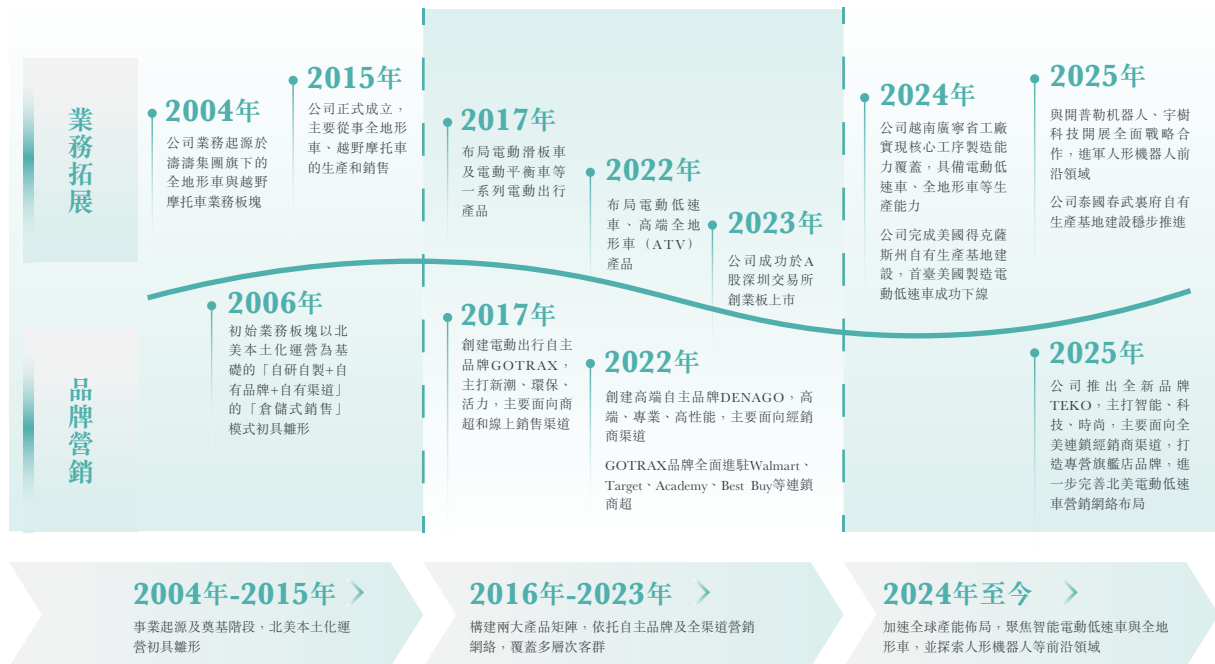 業務拓展
2004年
公司業務起源於
濤濤集團旗下的
全地形車與越野
摩托車業務板塊
2015年
公司正式成立，
主要從事全地形
車、越野摩托車
的生產和銷售
2017年
布局電動滑板車
及電動平衡車等
一系列電動出行
產品
2022年
布局電動低速
車、高端全地
形車（ATV）
產品
2023年
公司成功於A
股深圳交易所
創業板上市
2024年
公司越南廣寧省工廠
實現核心工序製造能
力覆蓋，具備電動低
速車、全地形車等生
產能力
公司完成美國得克薩
斯州自有生產基地建
設，首臺美國製造電
動低速車成功下線
2025年
與開普勒机器人、宇樹
科技開展全面戰略合
作，進軍人形機器人前
沿領域
公司泰國春武裏府自有
生產基地建設穩步推進
品牌營銷
2006年
初始業務板塊以北
美本土化運營為基
礎的「自研自製+自
有品牌+自有渠道」
的「倉儲式銷售」
模式初具雛形
2017年
創建電動出行自主
品牌GOTRAX，
主打新潮、環保、
活力，主要面向商
超和線上銷售渠道
2022年
創建高端自主品牌DENAGO，高
端、專業、高性能，主要面向經銷
商渠道
GOTRAX品牌全面進駐Walmart、
Target、Academy、Best Buy等連鎖
商超
2025年
公司推出全新品牌
TEKO，主打智能、科
技、時尚，主要面向全
美連鎖經銷商渠道，打
造專營旗艦店品牌，進
一步完善北美電動低速
車營銷網絡布局
2004年-2015年
事業起源及奠基階段，北美本土化運
營初具雛形
2016年-2023年
構建兩大產品矩陣，依托自主品牌及全渠道營銷
網絡，覆蓋多層次客群
2024年至今
加速全球產能佈局，聚焦智能電動低速車與全地
形車，並探索人形機器人等前沿領域